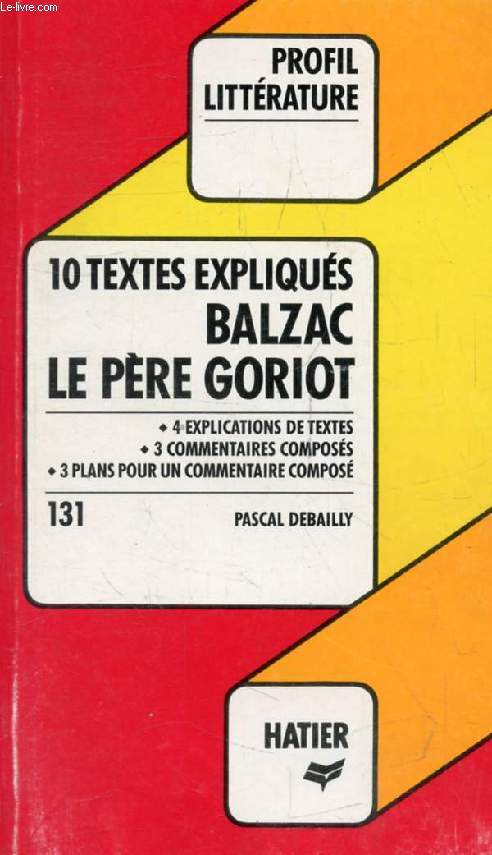 Le-livre.com
PROFIL
LITTÉRATURE
10 TEXTES EXPLIQUÉS
BALZAC
LE PÈRE GORIOT
◆ 4 EXPLICATIONS DE TEXTES
◆ 3 COMMENTAIRES COMPOSÉS
◆ 3 PLANS POUR UN COMMENTAIRE COMPOSÉ
131 PASCAL DEBAILLY
HATIER